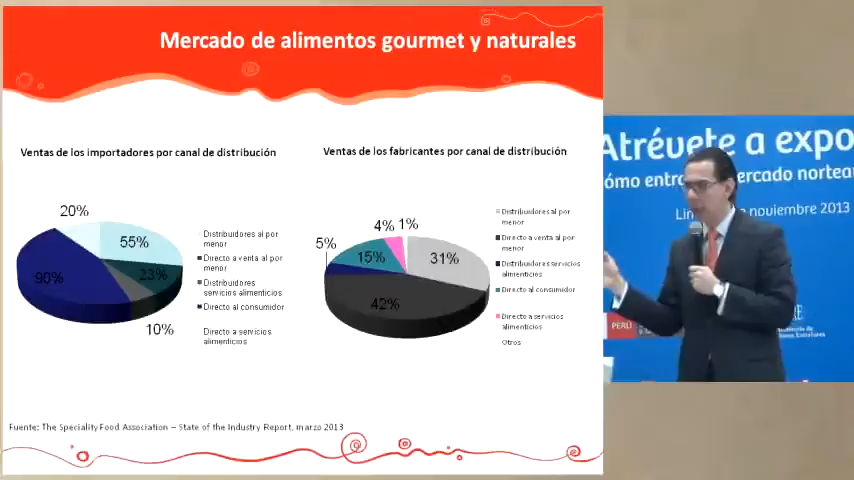 Mercado de alimentos gourmet y naturales
Ventas de los importadores por canal de distribución
20%
55%
23%
90%
10%
Distribuidores al por
menor
Directo a venta al por
menor
Distribuidores
servicios alimenticios
Directo al consumidor
Directo a servicios
alimenticios
Ventas de los fabricantes por canal de distribución
4% 1%
5%
15%
31%
42%
Distribuidores al por
menor
Directo a venta al por
menor
Distribuidores servicios
alimenticios
Directo al consumidor
Directo a servicios
alimenticios
Otros
Fuente: The Speciality Food Association – State of the Industry Report, marzo 2013
Atrévete a expo
ómo entra mercado nortea
Lim e noviembre 2013
PERÚ